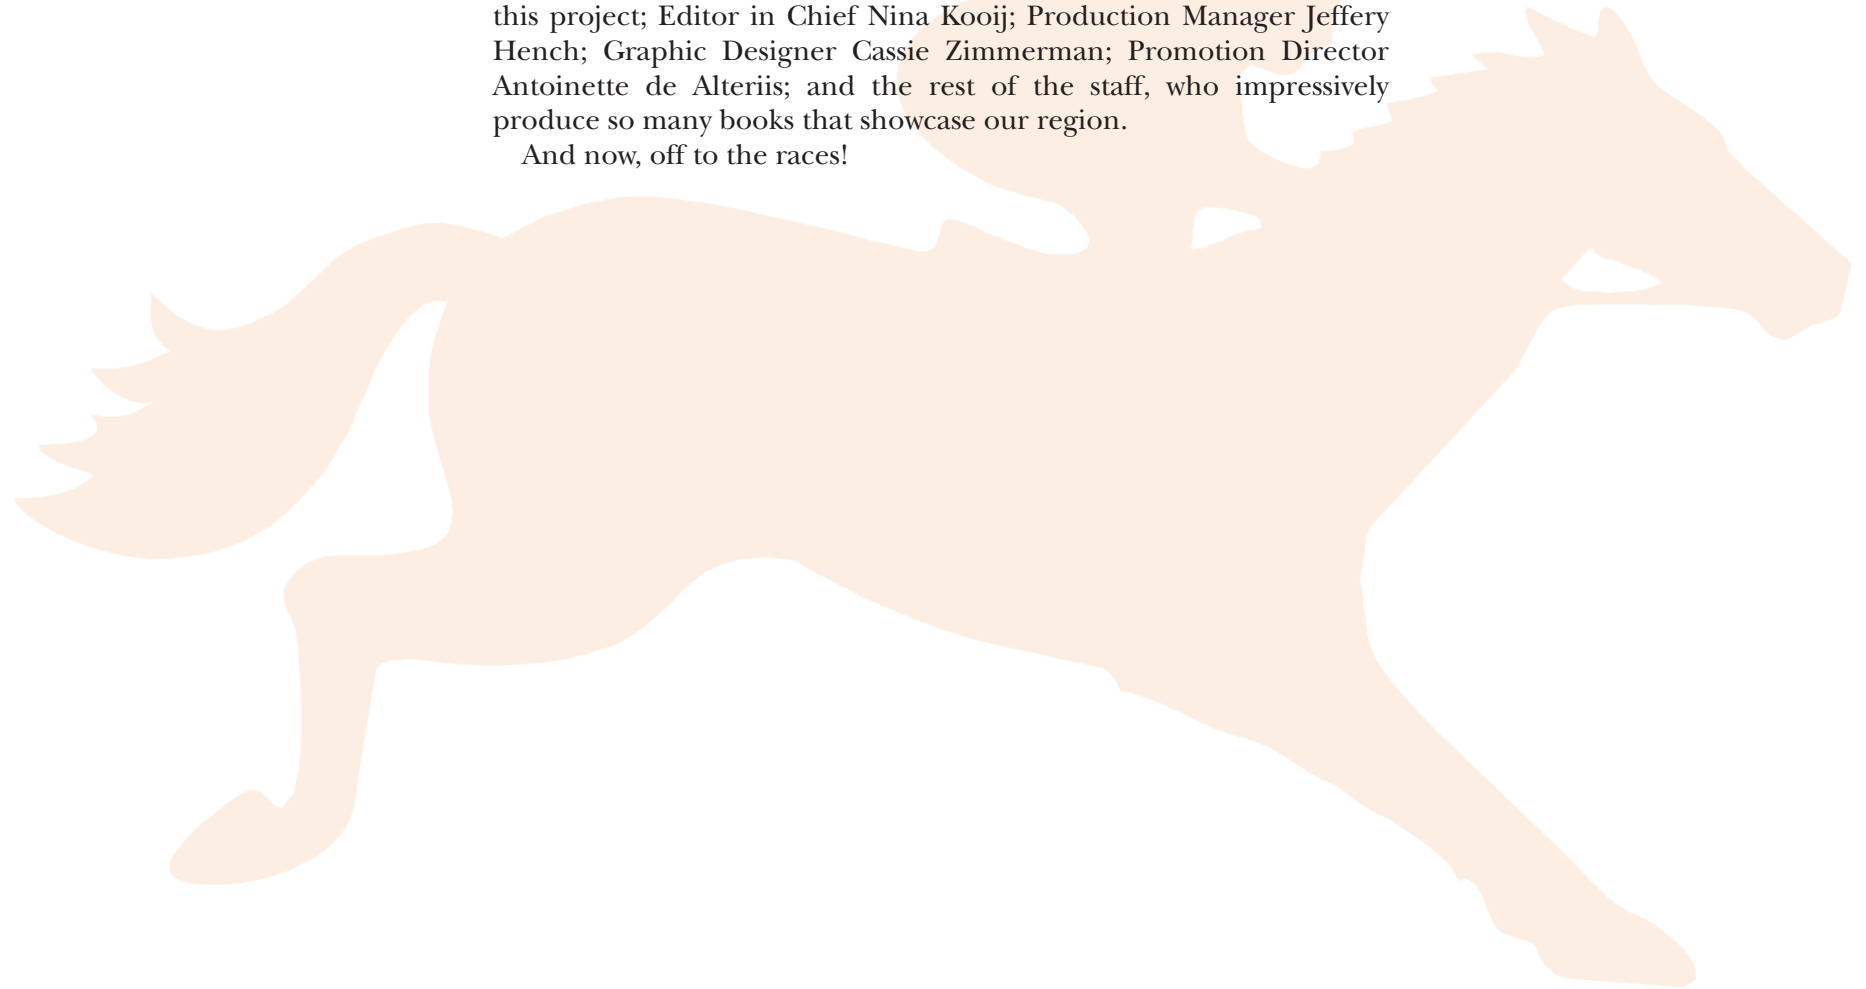 this project; Editor in Chief Nina Kooij; Production Manager Jeffery
Hench; Graphic Designer Cassie Zimmerman; Promotion Director
Antoinette de Alteriis; and the rest of the staff, who impressively
produce so many books that showcase our region.
And now, off to the races!